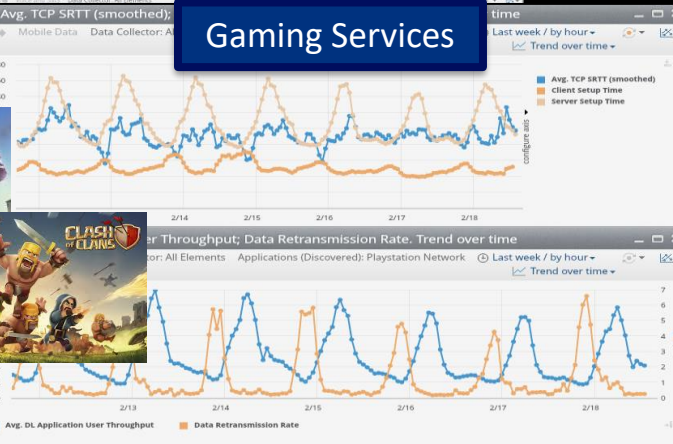 Gaming Services
Avg. TCP SRTT (smoothed);
time
Mobile Data Data Collector: Al
Last week / by hour
Trend over time
Avg. TCP SRTT (smoothed)
Client Setup Time
Server Setup Time
configure axis
2/14 2/15 2/16 2/17 2/18
CLASH
OF CLANS
er Throughput; Data Retransmission Rate. Trend over time
tor: All Elements Applications (Discovered): Playstation Network Last week / by hour
Trend over time
7
6
5
4
3
2
1
0
2/13 2/14 2/15 2/16 2/17 2/18
Avg. DL Application User Throughput Data Retransmission Rate